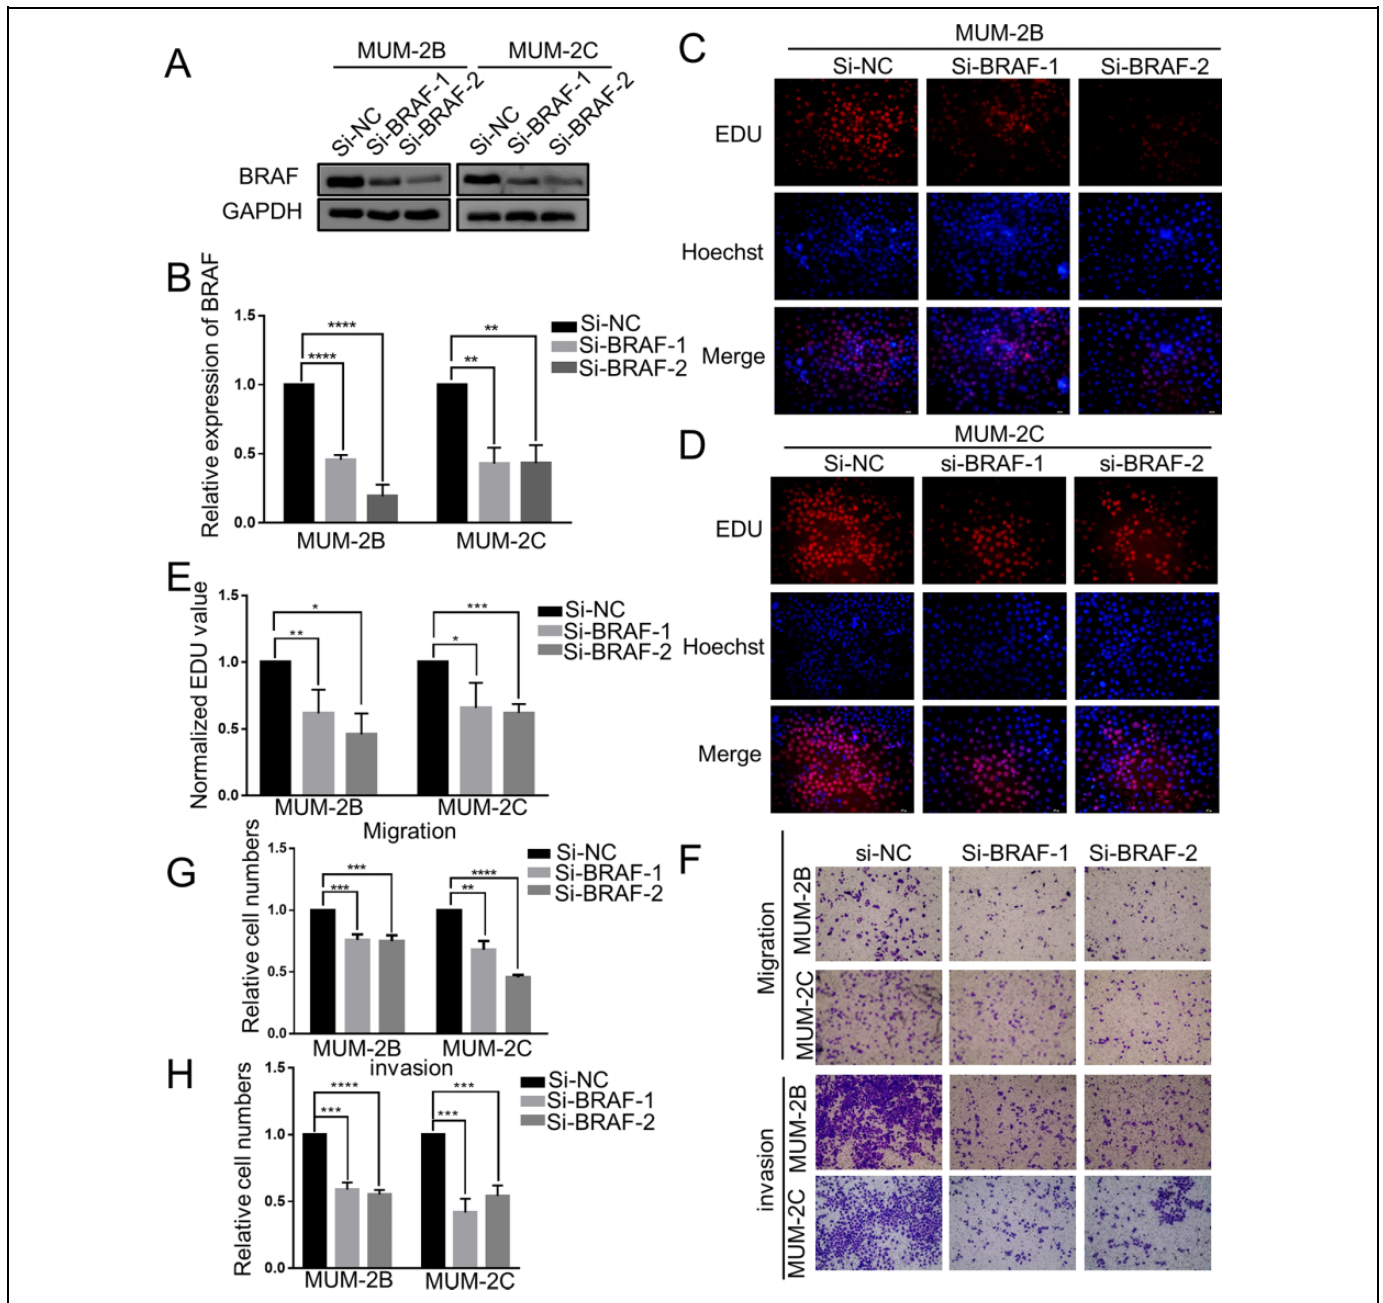 A
MUM-2B
MUM-2C
Si-NC
Si-BRAF-1
Si-BRAF-2
Si-NC
Si-BRAF-1
Si-BRAF-2
BRAF
GAPDH
B
Relative expression of BRAF
1.5
1.0
0.5
0.0
****
****
**
**
Si-NC
Si-BRAF-1
Si-BRAF-2
MUM-2B
MUM-2C
C
MUM-2B
Si-NC
Si-BRAF-1
Si-BRAF-2
EDU
Hoechst
Merge
D
MUM-2C
Si-NC
si-BRAF-1
si-BRAF-2
EDU
Hoechst
Merge
E
Normalized EDU value
1.5
1.0
0.5
0.0
*
**
***
*
Si-NC
Si-BRAF-1
Si-BRAF-2
MUM-2B
MUM-2C
G
Migration
Relative cell numbers
1.5
1.0
0.5
0.0
***
***
****
**
Si-NC
Si-BRAF-1
Si-BRAF-2
MUM-2B
MUM-2C
H
invasion
Relative cell numbers
1.5
1.0
0.5
0.0
****
***
***
***
Si-NC
Si-BRAF-1
Si-BRAF-2
MUM-2B
MUM-2C
F
si-NC
Si-BRAF-1
Si-BRAF-2
Migration
MUM-2B
MUM-2C
invasion
MUM-2B
MUM-2C